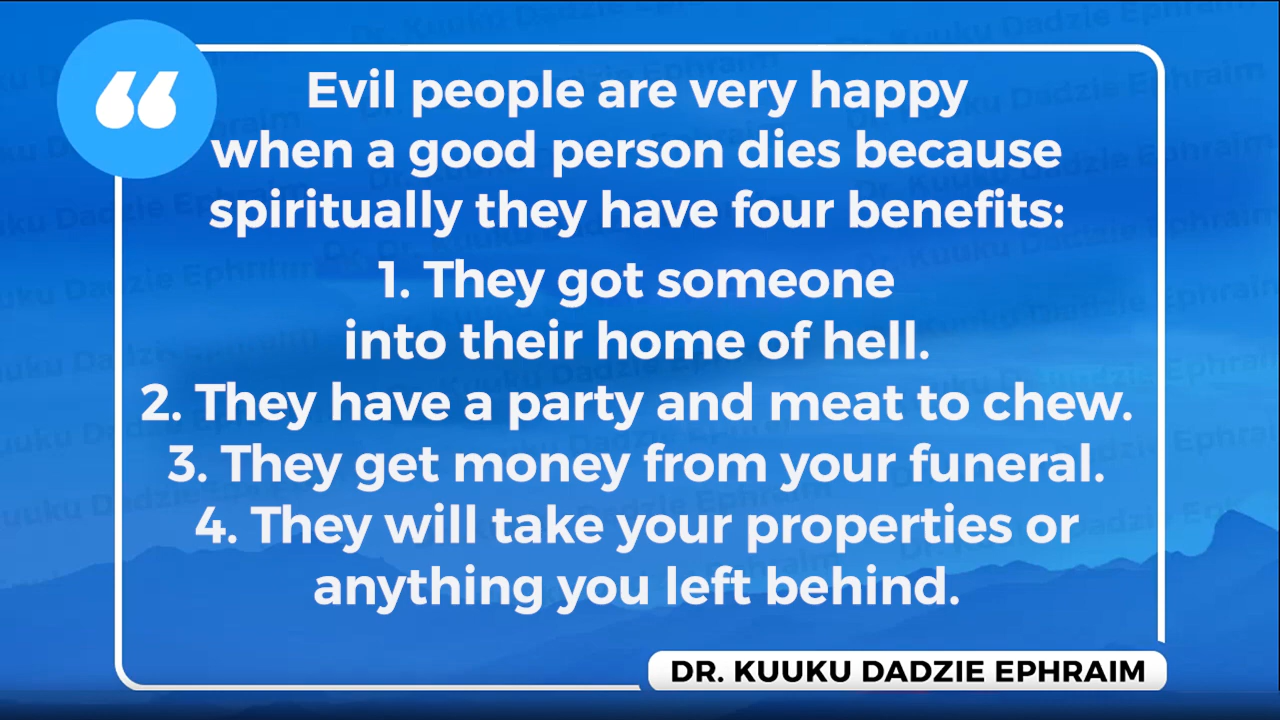 “
Evil people are very happy
when a good person dies because
spiritually they have four benefits:
1. They got someone
into their home of hell.
2. They have a party and meat to chew.
3. They get money from your funeral.
4. They will take your properties or
anything you left behind.
DR. KUUKU DADZIE EPHRAIM